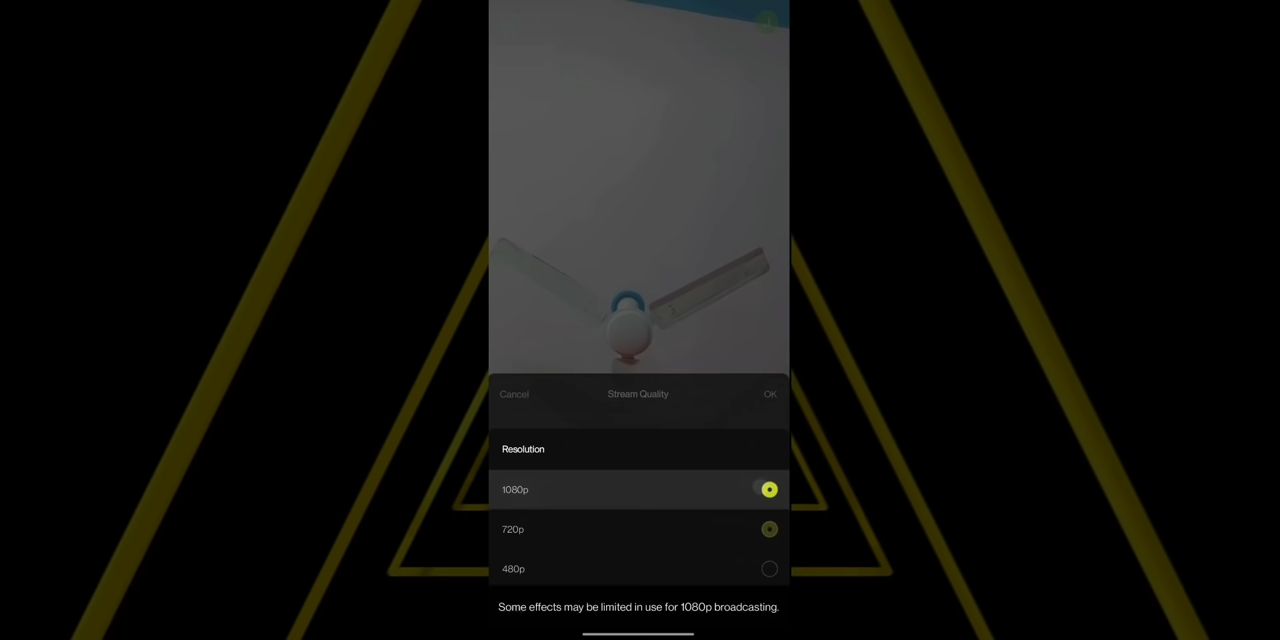 Cancel Stream Quality OK
Resolution
1080p
720p
480p
Some effects may be limited in use for 1080p broadcasting.